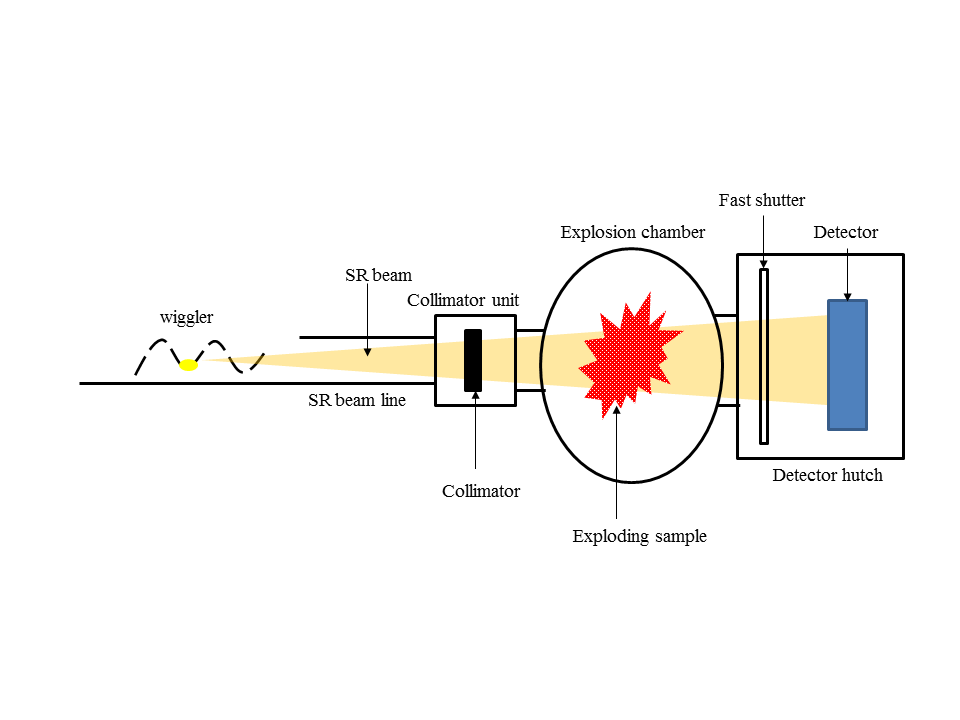 Fast shutter
Explosion chamber
Detector
SR beam
Collimator unit
wiggler
SR beam line
Detector hutch
Collimator
Exploding sample